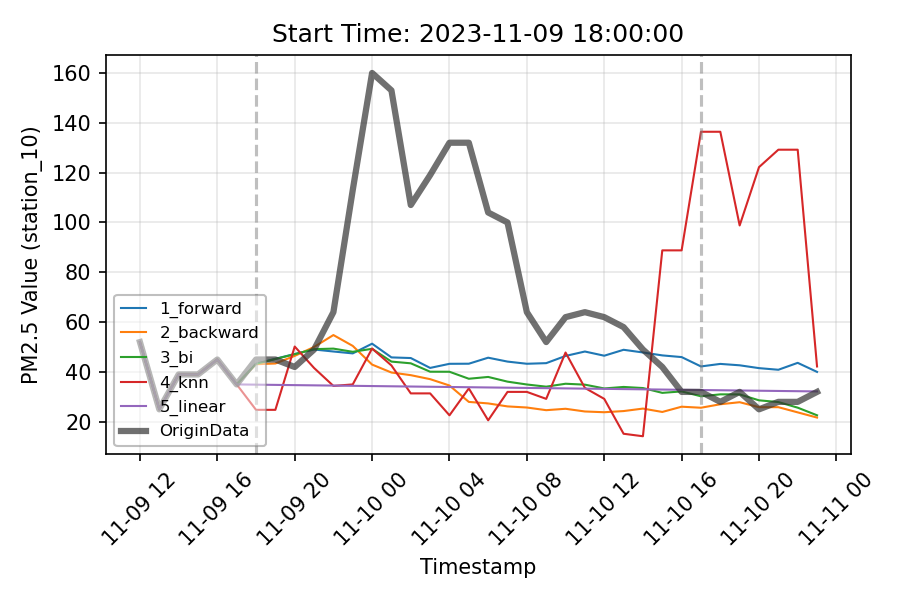 Start Time: 2023-11-09 18:00:00
PM2.5 Value (station_10)
160
140
120
100
80
60
40
20
1_forward
2_backward
3_bi
4_knn
5_linear
OriginData
11-09 12
11-09 16
11-09 20
11-10 00
11-10 04
11-10 08
11-10 12
11-10 16
11-10 20
11-11 00
Timestamp